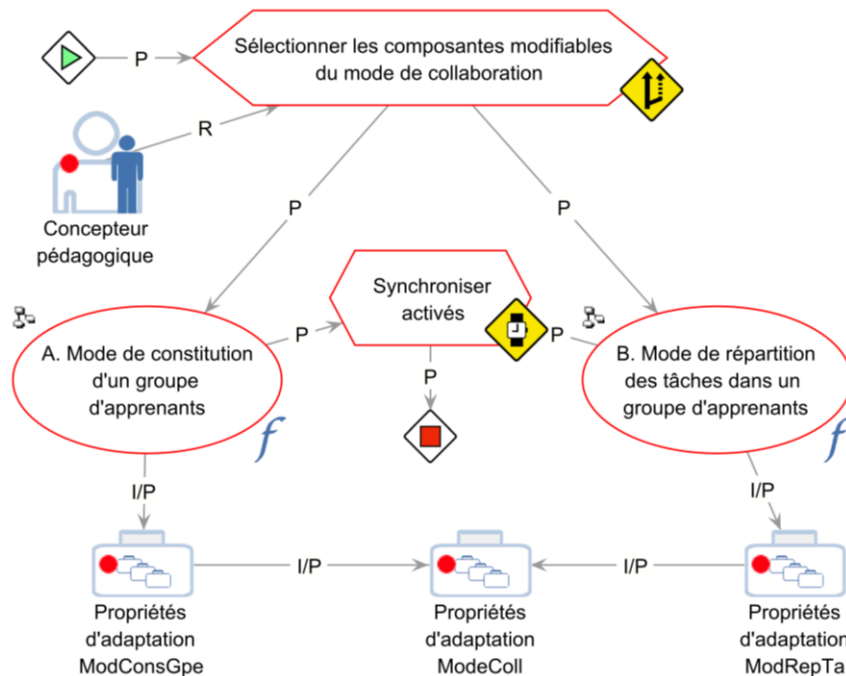 Sélectionner les composantes modifiables
du mode de collaboration
P
R
Concepteur
pédagogique
P
P
Synchroniser
activés
A. Mode de constitution
d'un groupe
d'apprenants
P
P
B. Mode de répartition
des tâches dans un
groupe d'apprenants
P
f
f
I/P
I/P
I/P
I/P
Propriétés
d'adaptation
ModConsGpe
Propriétés
d'adaptation
ModeColl
Propriétés
d'adaptation
ModRepTa